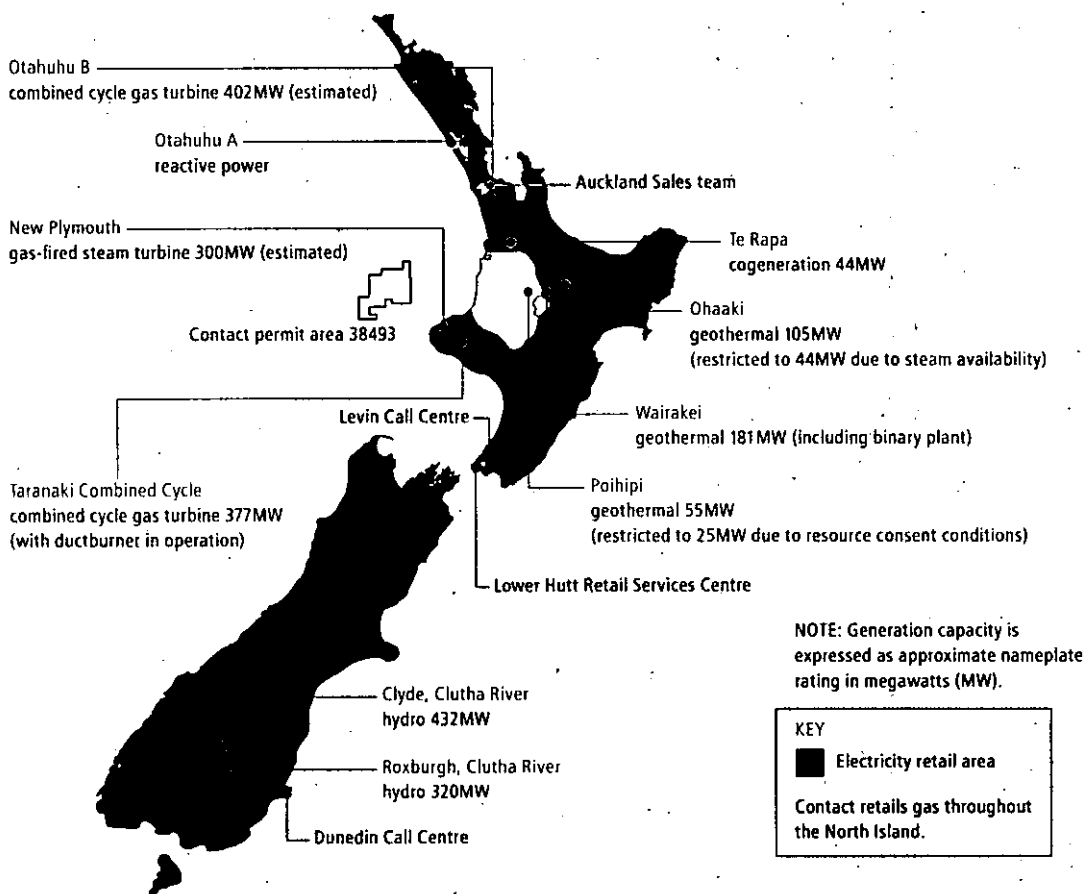 Otahuhu B
combined cycle gas turbine 402MW (estimated)
Otahuhu A
reactive power
Auckland Sales team
New Plymouth
gas-fired steam turbine 300MW (estimated)
Te Rapa
cogeneration 44MW
Contact permit area 38493
Ohaaki
geothermal 105MW
(restricted to 44MW due to steam availability)
Levin Call Centre
Wairakei
geothermal 181MW (including binary plant)
Taranaki Combined Cycle
combined cycle gas turbine 377MW
(with ductburner in operation)
Poihipi
geothermal 55MW
(restricted to 25MW due to resource consent conditions)
Lower Hutt Retail Services Centre
NOTE: Generation capacity is
expressed as approximate nameplate
rating in megawatts (MW).
Clyde, Clutha River
hydro 432MW
Roxburgh, Clutha River
hydro 320MW
Dunedin Call Centre
KEY
Electricity retail area
Contact retails gas throughout
the North Island.